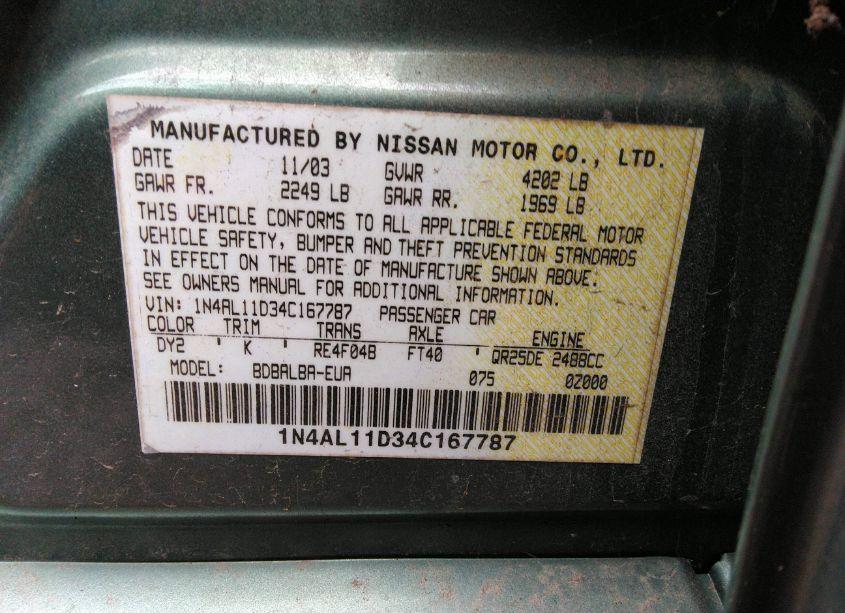 MANUFACTURED BY NISSAN MOTOR CO., LTD.
DATE 11/03 GVWR 4202 LB
GAWR FR. 2249 LB GAWR RR. 1969 LB
THIS VEHICLE CONFORMS TO ALL APPLICABLE FEDERAL MOTOR
VEHICLE SAFETY, BUMPER AND THEFT PREVENTION STANDARDS
IN EFFECT ON THE DATE OF MANUFACTURE SHOWN ABOVE.
SEE OWNERS MANUAL FOR ADDITIONAL INFORMATION.
VIN: 1N4AL11D34C167787 PASSENGER CAR
COLOR TRIM TRANS AXLE ENGINE
DY2 ' K ' RE4F04B FT40 ' QR25DE 2488CC
MODEL: BDBALBA-EUA 075 0Z000
1N4AL11D34C167787